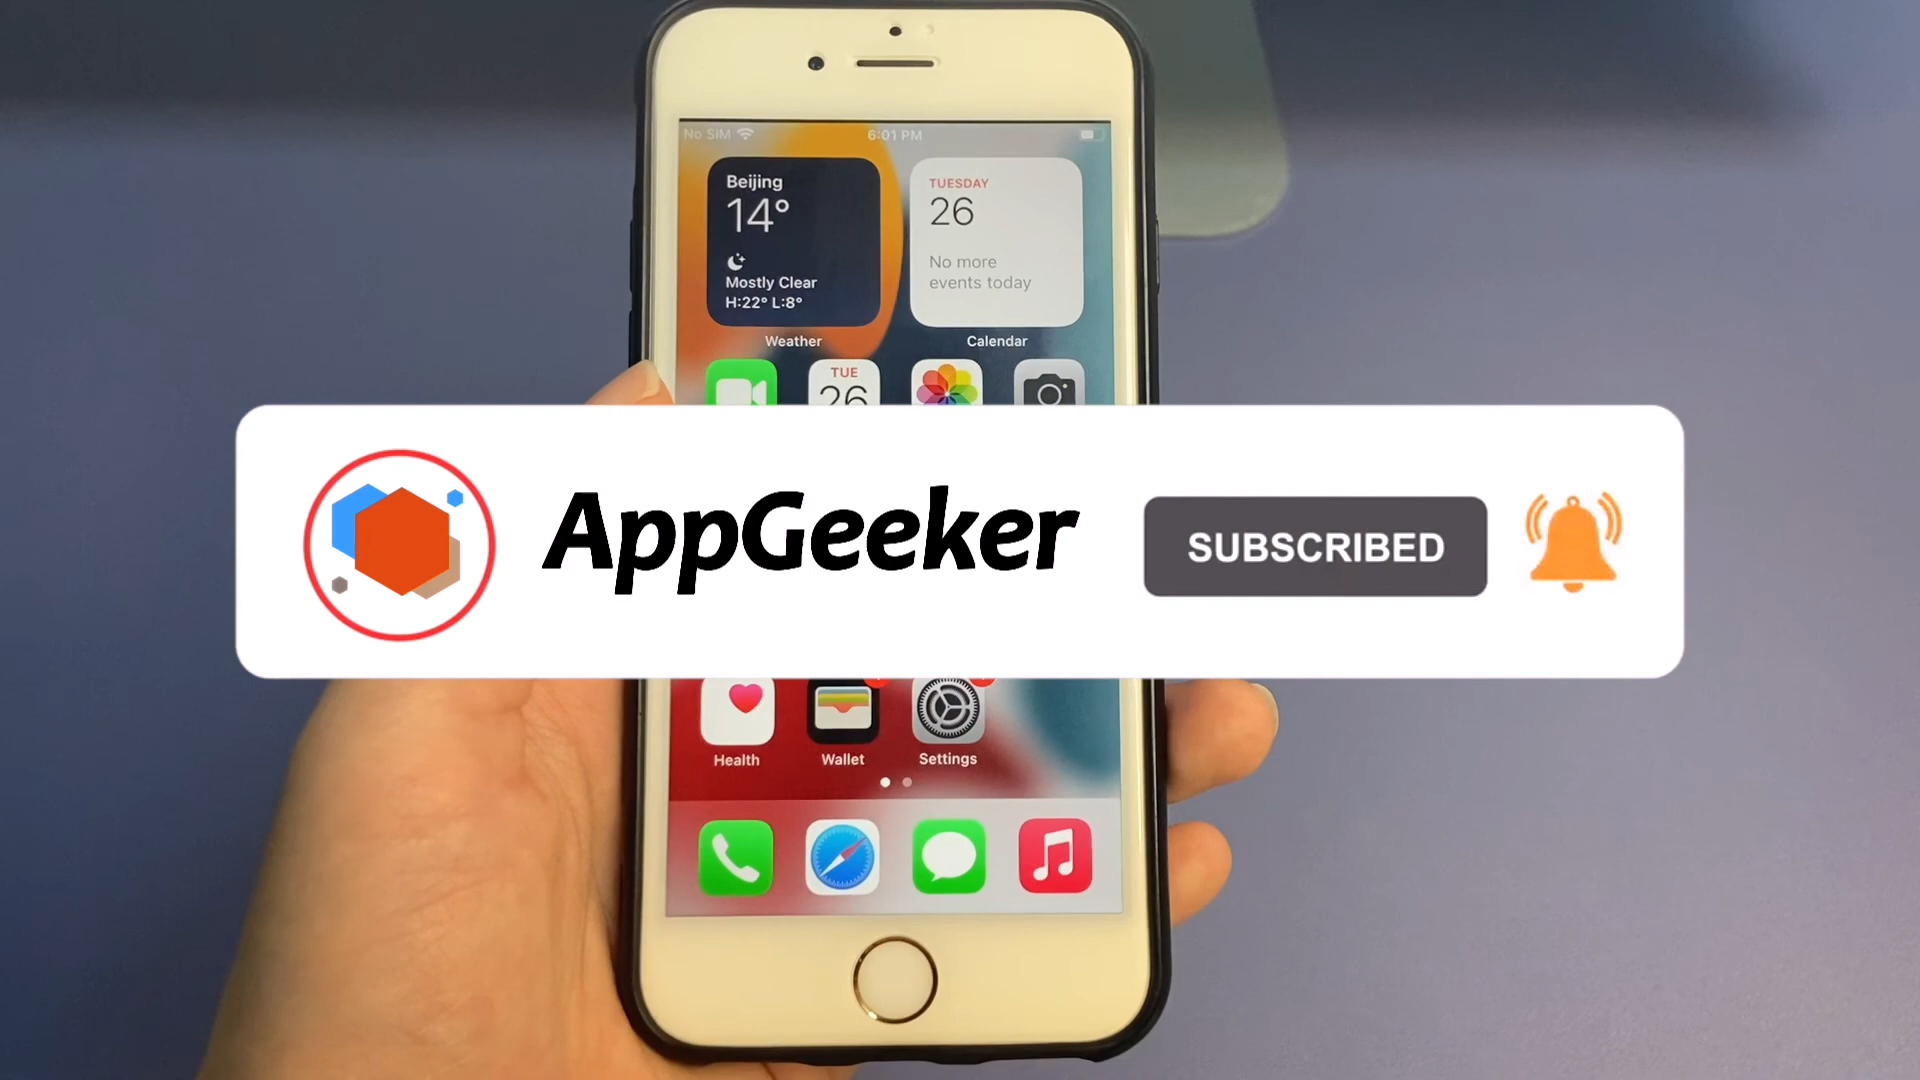 No SIM
6:01 PM
Beijing
14°
Mostly Clear
H:22° L:8°
Weather
TUESDAY
26
No more
events today
Calendar
TUE
26
AppGeeker
SUBSCRIBED
Health
Wallet
Settings